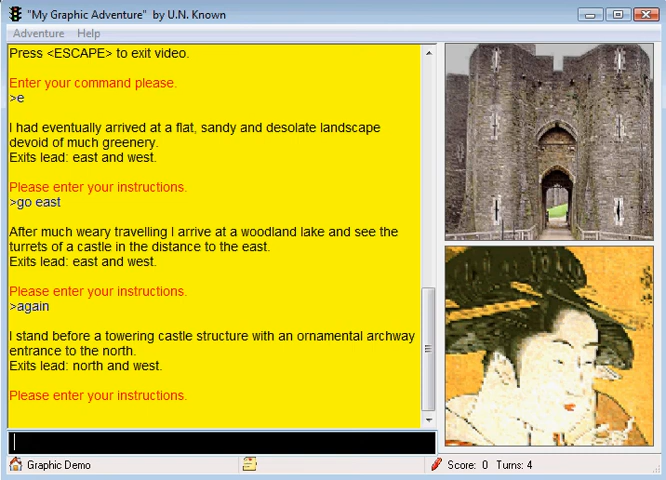 "My Graphic Adventure"  by U.N. Known
Adventure Help
Press <ESCAPE> to exit video.
Enter your command please.
>e
I had eventually arrived at a flat, sandy and desolate landscape
devoid of much greenery.
Exits lead: east and west.
Please enter your instructions.
>go east
After much weary travelling I arrive at a woodland lake and see the
turrets of a castle in the distance to the east.
Exits lead: east and west.
Please enter your instructions.
>again
I stand before a towering castle structure with an ornamental archway
entrance to the north.
Exits lead: north and west.
Please enter your instructions.
Graphic Demo
Score: 0 Turns: 4